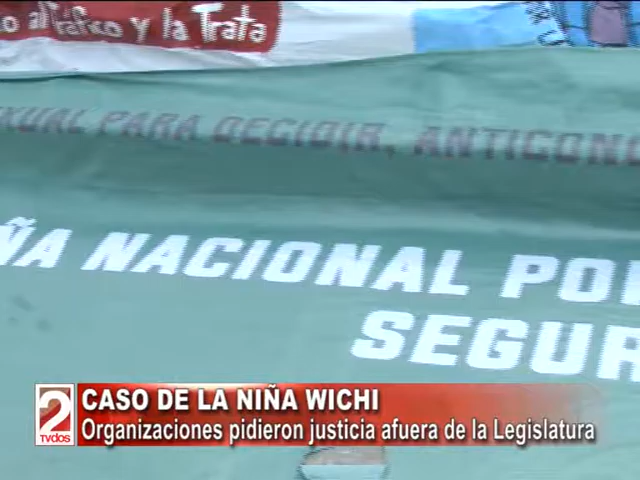 o al Tráfico y la Trata
XUAL PARA DECIDIR, ANTICONC
ÑA NACIONAL POR
SEGUR
2
TVDOS
CASO DE LA NIÑA WICHI
Organizaciones pidieron justicia afuera de la Legislatura